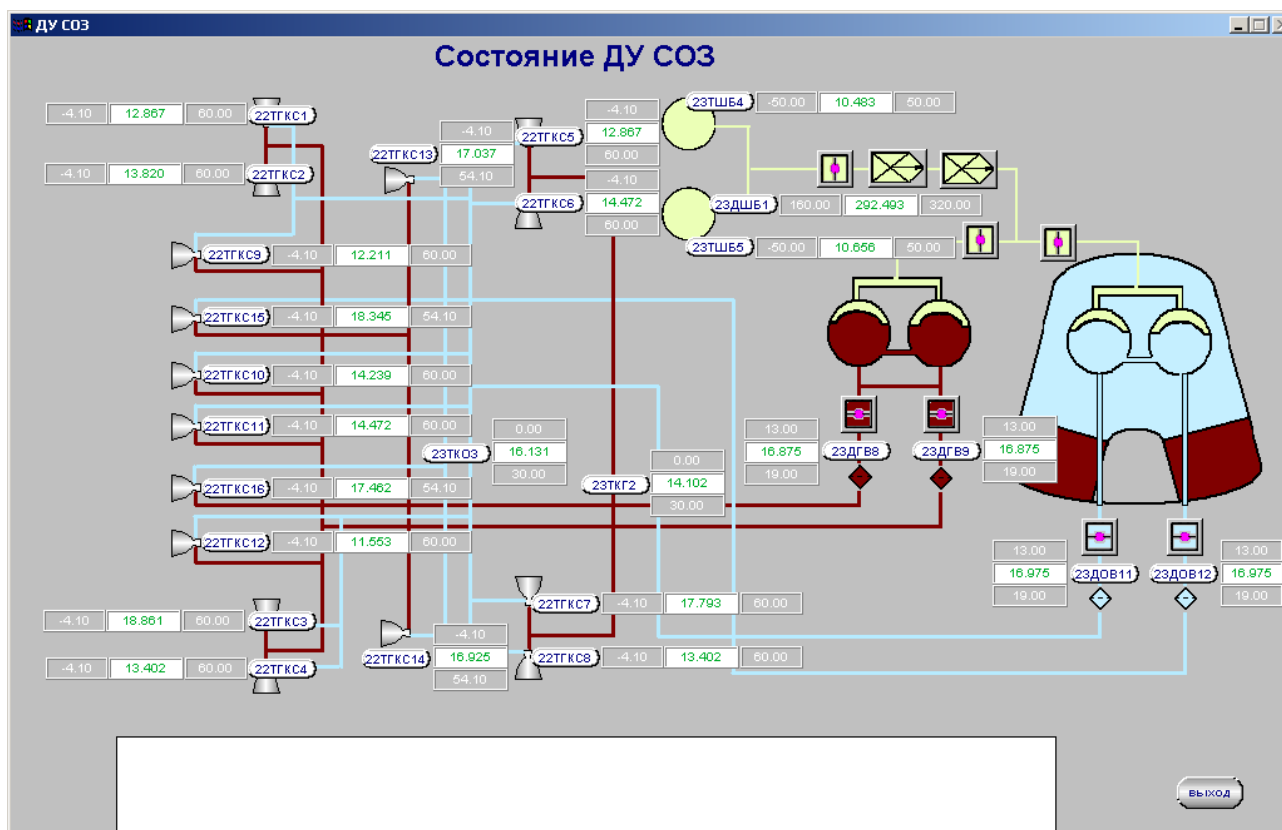 ДУ СОЗ
Состояние ДУ СОЗ
-4.10 12.867 60.00 22ТГКС1
-4.10 13.820 60.00 22ТГКС2
22ТГКС13
-4.10
17.037
54.10
22ТГКС5
-4.10
12.867
60.00
22ТГКС6
-4.10
14.472
60.00
23ТШБ4 -50.00 10.483 50.00
23ДШБ1 160.00 292.493 320.00
23ТШБ5 -50.00 10.656 50.00
22ТГКС9 -4.10 12.211 60.00
22ТГКС15 -4.10 18.345 54.10
22ТГКС10 -4.10 14.239 60.00
22ТГКС11 -4.10 14.472 60.00
23ТКО3
0.00
16.131
30.00
22ТГКС16 -4.10 17.462 54.10
23ТКГ2
0.00
14.102
30.00
22ТГКС12 -4.10 11.553 60.00
13.00
16.875
19.00
23ДГВ8
23ДГВ9
13.00
16.875
19.00
13.00
16.975
19.00
23ДОВ11
23ДОВ12
13.00
16.975
19.00
-4.10 18.861 60.00 22ТГКС3
-4.10 13.402 60.00 22ТГКС4
22ТГКС14
-4.10
16.925
54.10
22ТГКС7 -4.10 17.793 60.00
22ТГКС8 -4.10 13.402 60.00
ВЫХОД